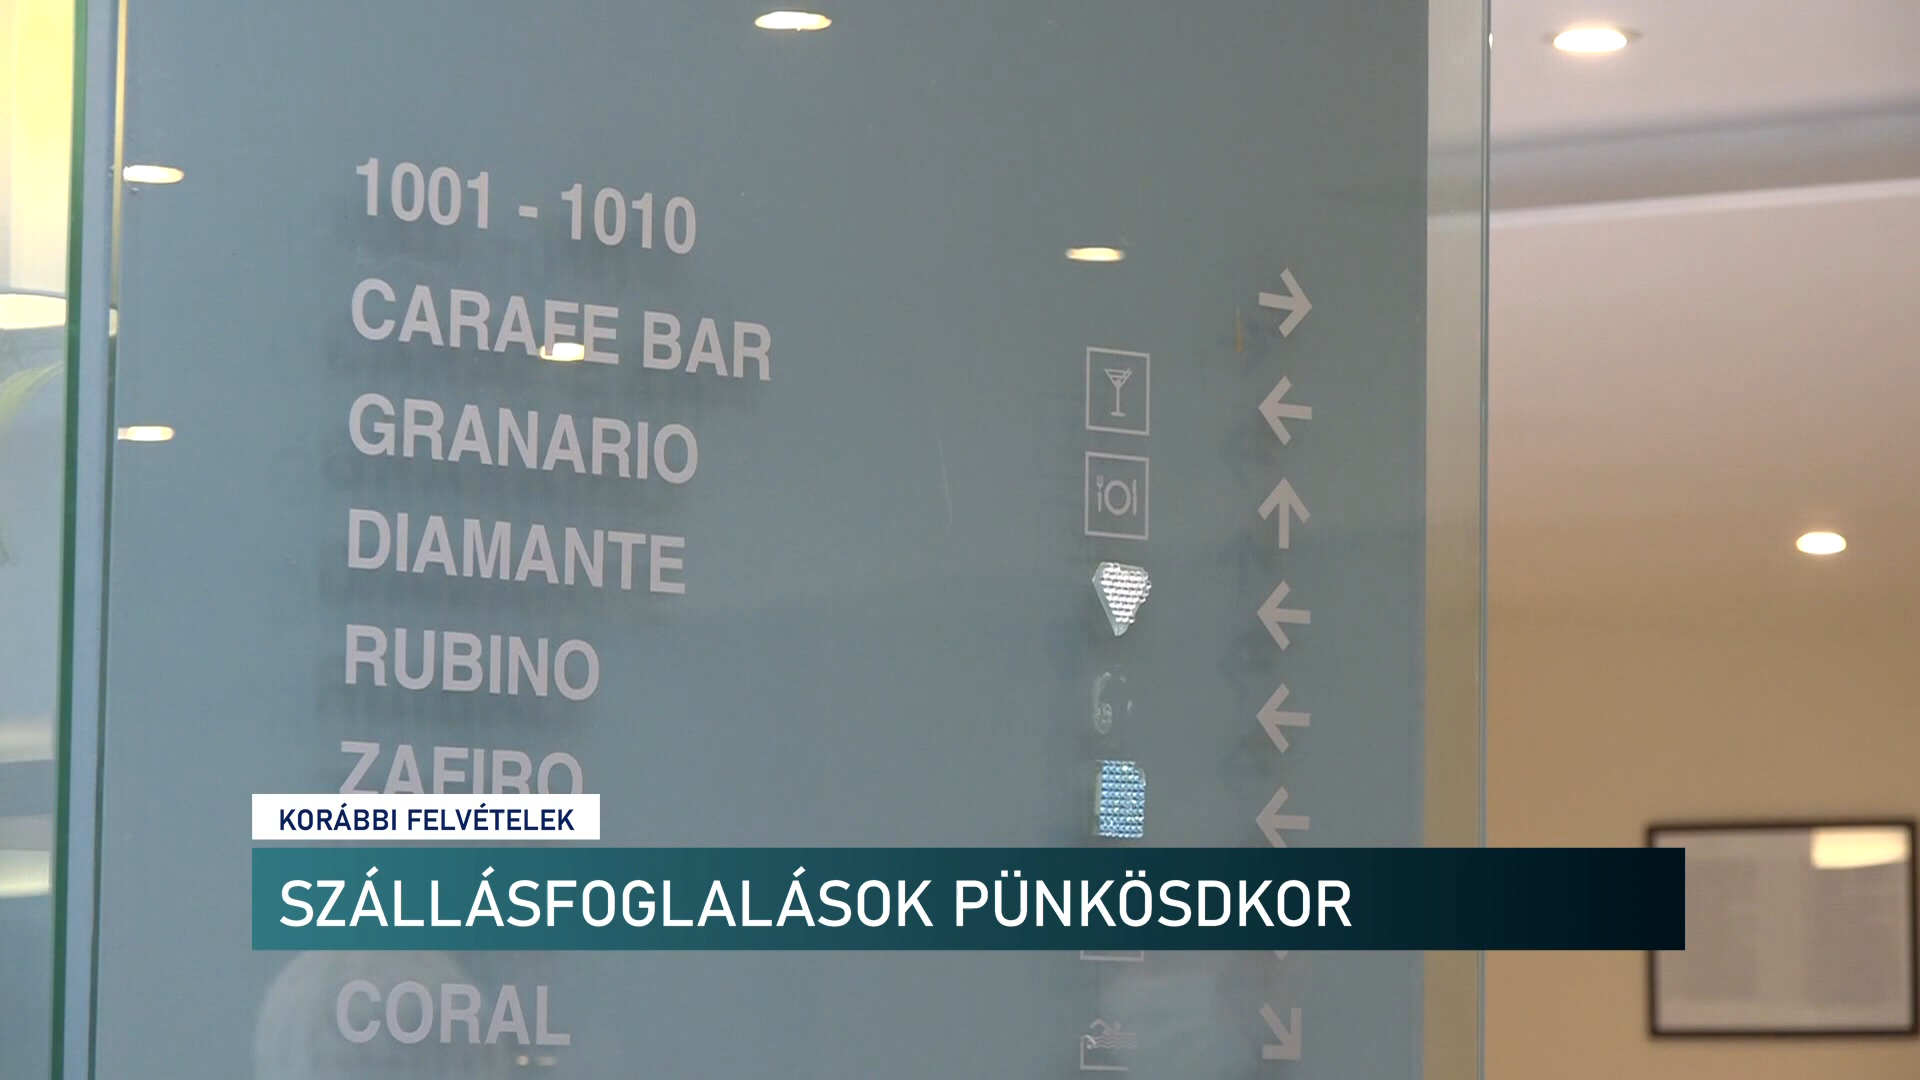 1001 - 1010
CARAFE BAR
GRANARIO
DIAMANTE
RUBINO
ZAFIRO
KORÁBBI FELVÉTELEK
SZÁLLÁSFOGLALÁSOK PÜNKÖSDKOR
CORAL